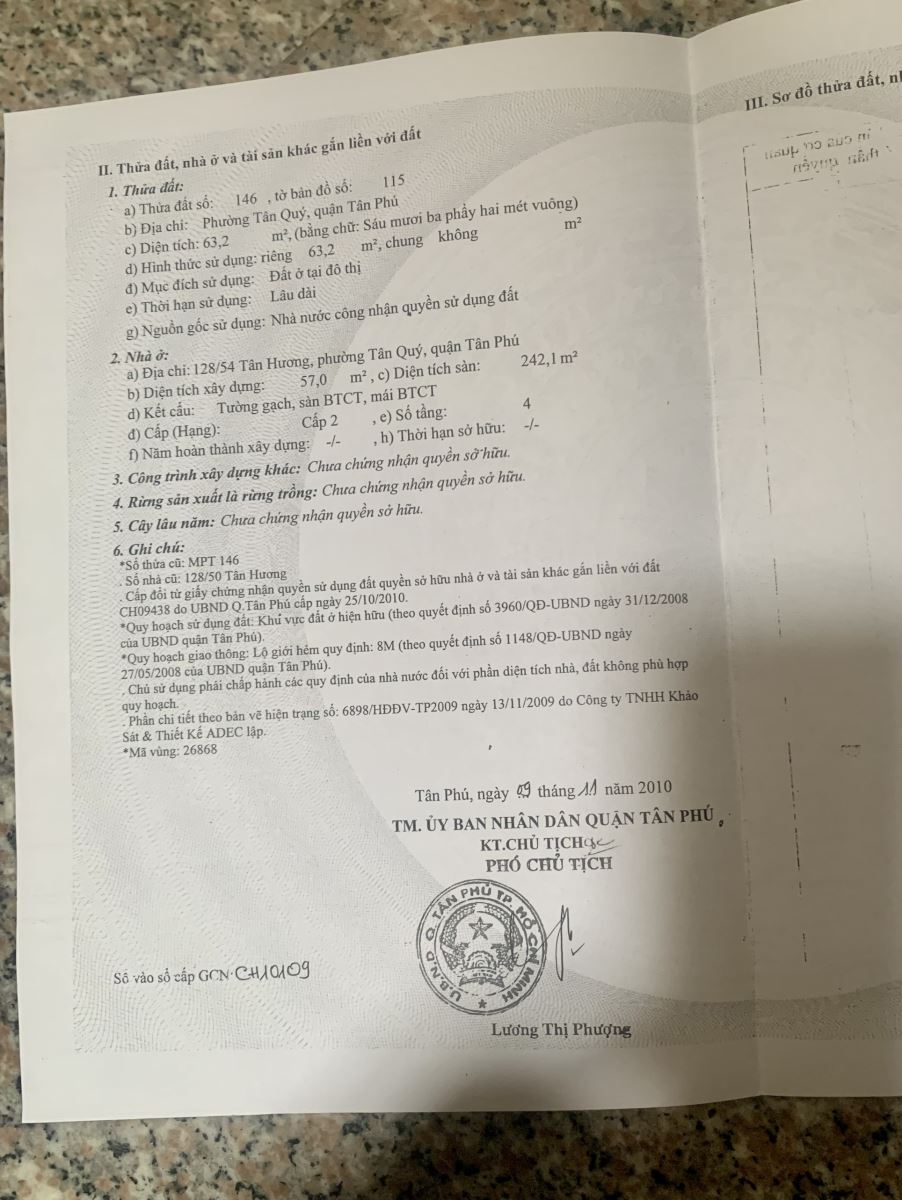 II. Thửa đất, nhà ở và tài sản khác gắn liền với đất
1. Thửa đất:
a) Thửa đất số: 146 , tờ bản đồ số: 115
b) Địa chỉ: Phường Tân Quý, quận Tân Phú
c) Diện tích: 63,2 m², (bằng chữ: Sáu mươi ba phẩy hai mét vuông)
d) Hình thức sử dụng: riêng 63,2 m², chung không m²
đ) Mục đích sử dụng: Đất ở tại đô thị
e) Thời hạn sử dụng: Lâu dài
g) Nguồn gốc sử dụng: Nhà nước công nhận quyền sử dụng đất
2. Nhà ở:
a) Địa chỉ: 128/54 Tân Hương, phường Tân Quý, quận Tân Phú
b) Diện tích xây dựng: 57,0 m² , c) Diện tích sàn: 242,1 m²
d) Kết cấu: Tường gạch, sàn BTCT, mái BTCT
đ) Cấp (Hạng): Cấp 2 , e) Số tầng: 4
f) Năm hoàn thành xây dựng: -/- , h) Thời hạn sở hữu: -/-
3. Công trình xây dựng khác: Chưa chứng nhận quyền sở hữu.
4. Rừng sản xuất là rừng trồng: Chưa chứng nhận quyền sở hữu.
5. Cây lâu năm: Chưa chứng nhận quyền sở hữu.
6. Ghi chú:
*Số thửa cũ: MPT 146
. Số nhà cũ: 128/50 Tân Hương
. Cấp đổi từ giấy chứng nhận quyền sử dụng đất quyền sở hữu nhà ở và tài sản khác gắn liền với đất
CH09438 do UBND Q.Tân Phú cấp ngày 25/10/2010.
*Quy hoạch sử dụng đất: Khu vực đất ở hiện hữu (theo quyết định số 3960/QĐ-UBND ngày 31/12/2008
của UBND quận Tân Phú).
*Quy hoạch giao thông: Lộ giới hẻm quy định: 8M (theo quyết định số 1148/QĐ-UBND ngày
27/05/2008 của UBND quận Tân Phú).
. Chủ sử dụng phải chấp hành các quy định của nhà nước đối với phần diện tích nhà, đất không phù hợp
quy hoạch.
. Phần chi tiết theo bản vẽ hiện trạng số: 6898/HĐĐV-TP2009 ngày 13/11/2009 do Công ty TNHH Khảo
Sát & Thiết Kế ADEC lập.
*Mã vùng: 26868
Tân Phú, ngày 09 tháng 11 năm 2010
TM. ỦY BAN NHÂN DÂN QUẬN TÂN PHÚ
KT.CHỦ TỊCH
PHÓ CHỦ TỊCH
U.B.N.D Q. TÂN PHÚ TP. HỒ CHÍ MINH
Số vào sổ cấp GCN: CH10109
Lương Thị Phượng
III. Sơ đồ thửa đất,